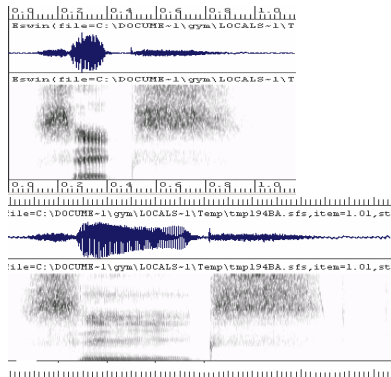 0.0 0.2 0.4 0.6 0.8 1.0
Eswin(file=C:\DOCUME~1\gym\LOCALS~1\T
Eswin(file=C:\DOCUME~1\gym\LOCALS~1\T
0.0 0.2 0.4 0.6 0.8 1.0
ile=C:\DOCUME~1\gym\LOCALS~1\Temp\tmp194BA.sfs,item=1.01,st
ile=C:\DOCUME~1\gym\LOCALS~1\Temp\tmp194BA.sfs,item=1.01,st